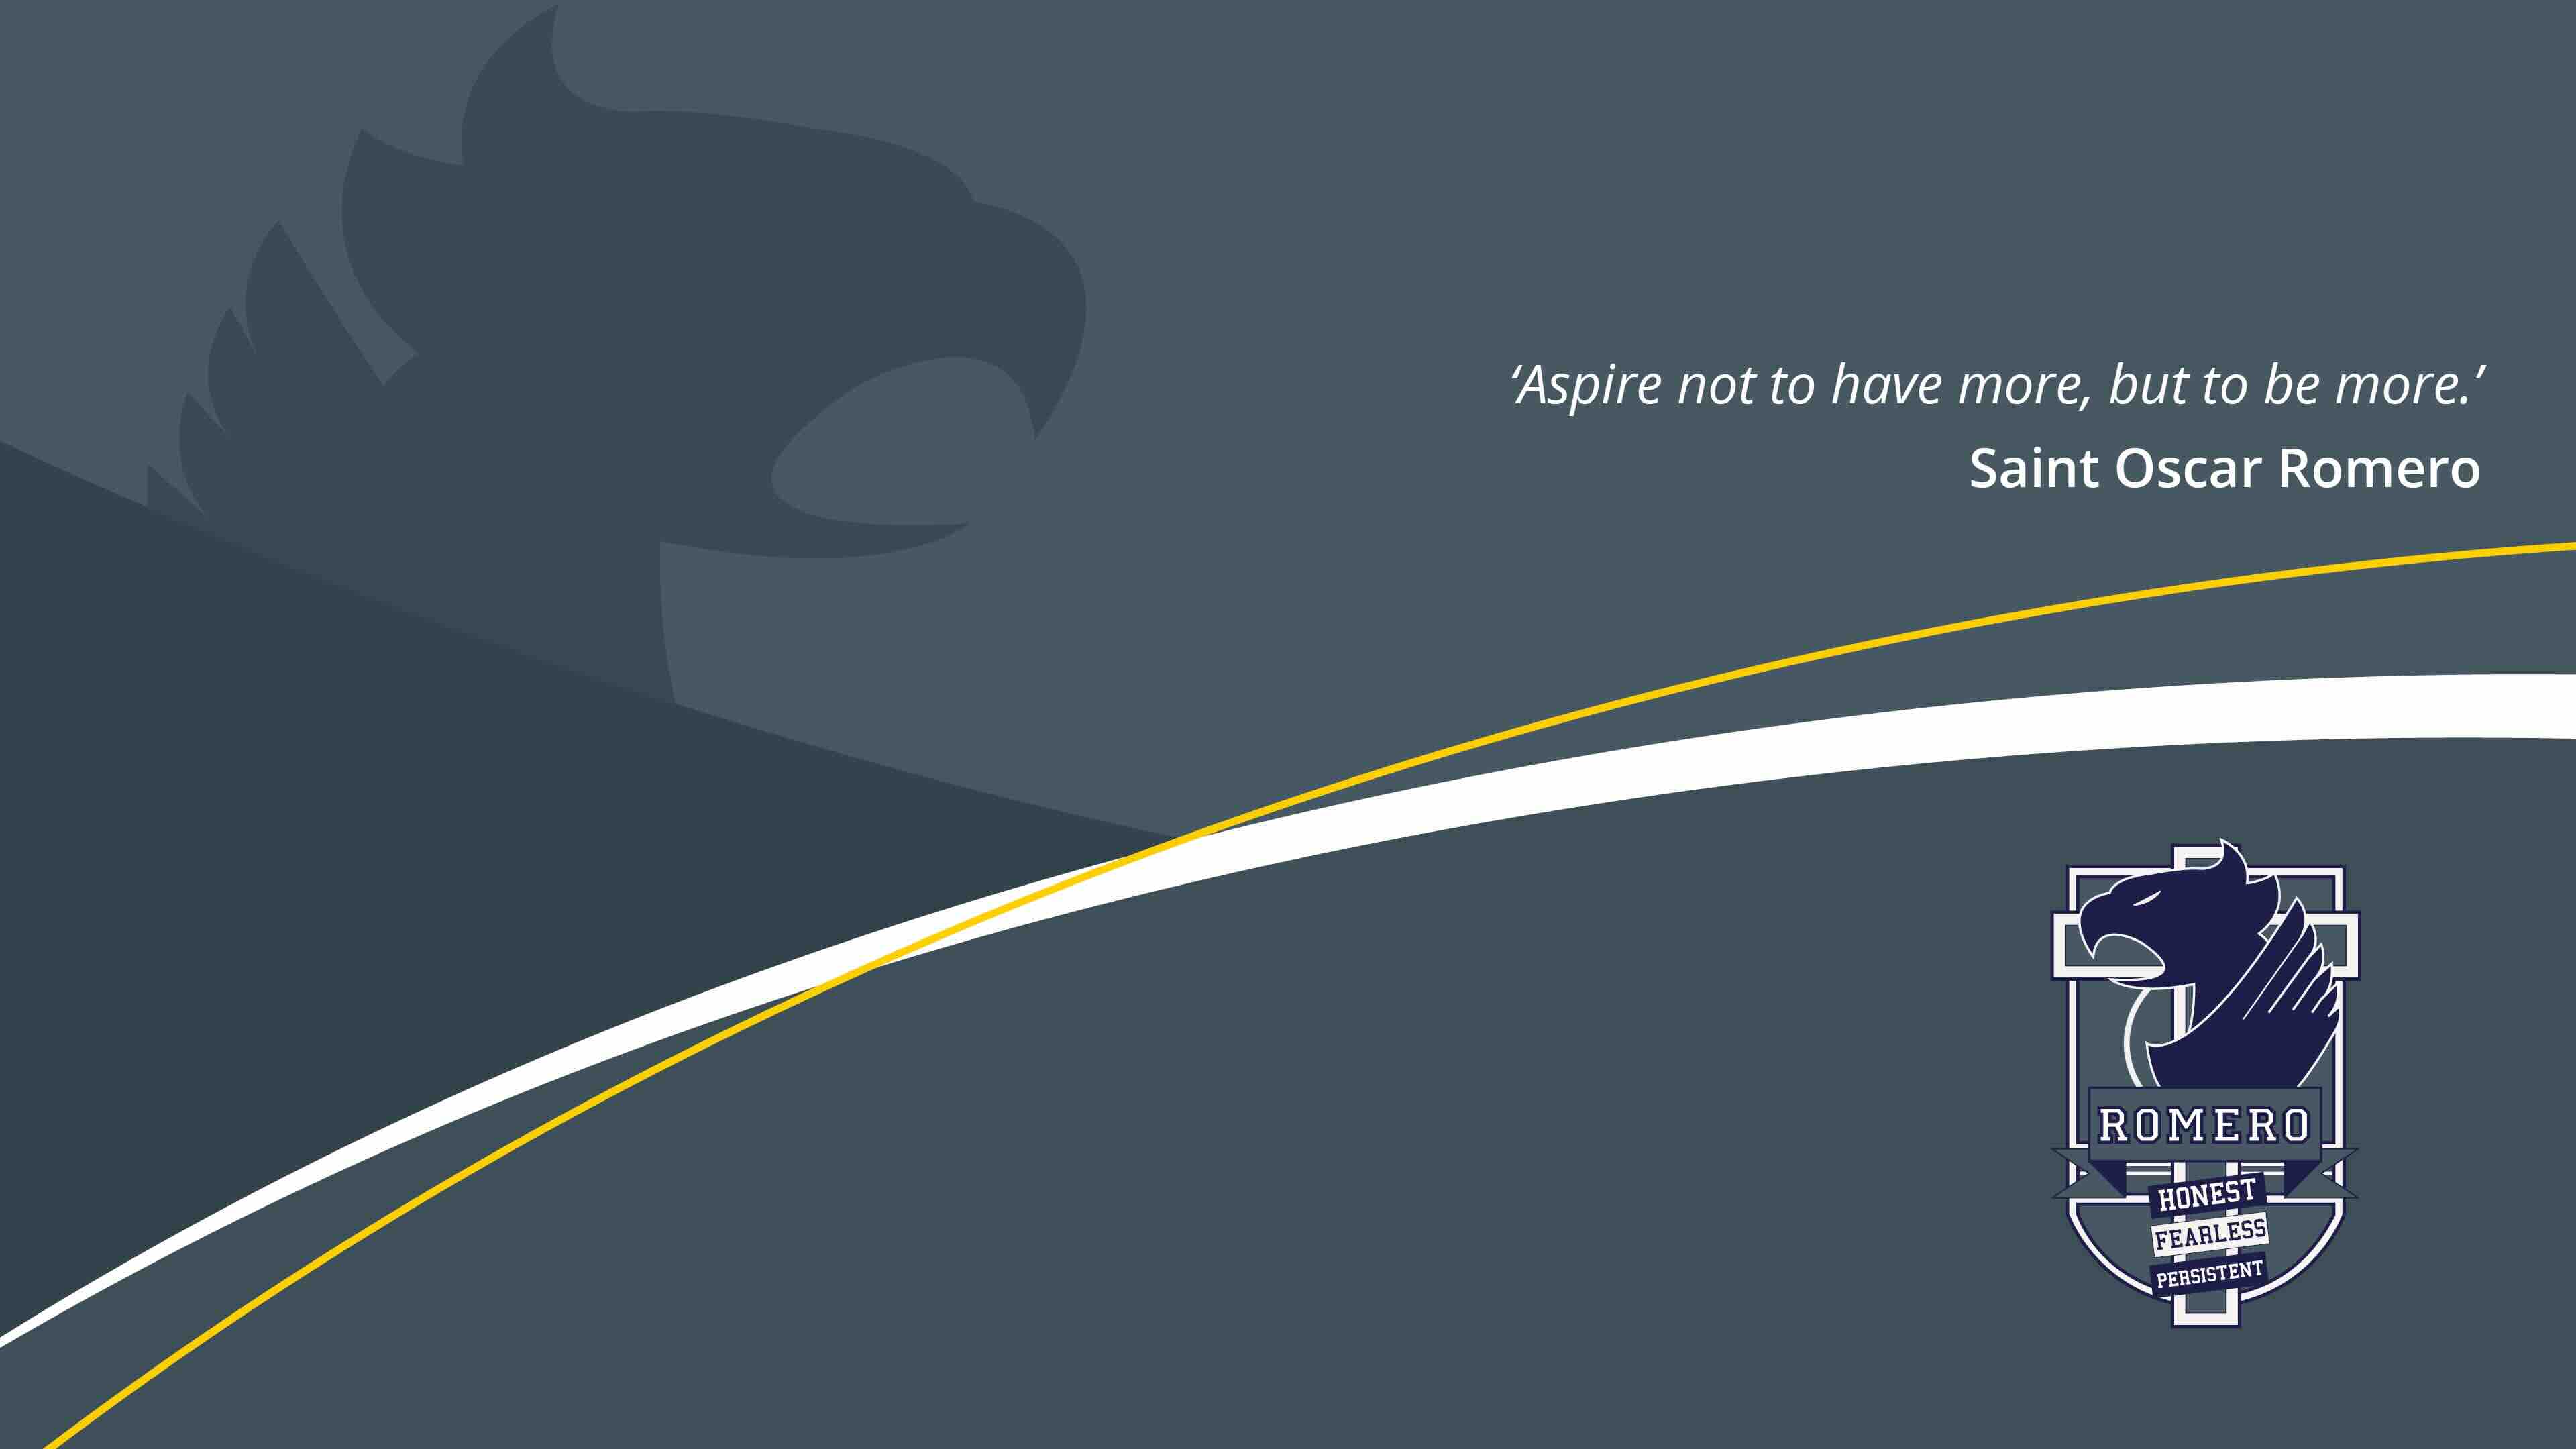 ‘Aspire not to have more, but to be more.’
Saint Oscar Romero
ROMERO
HONEST
FEARLESS
PERSISTENT